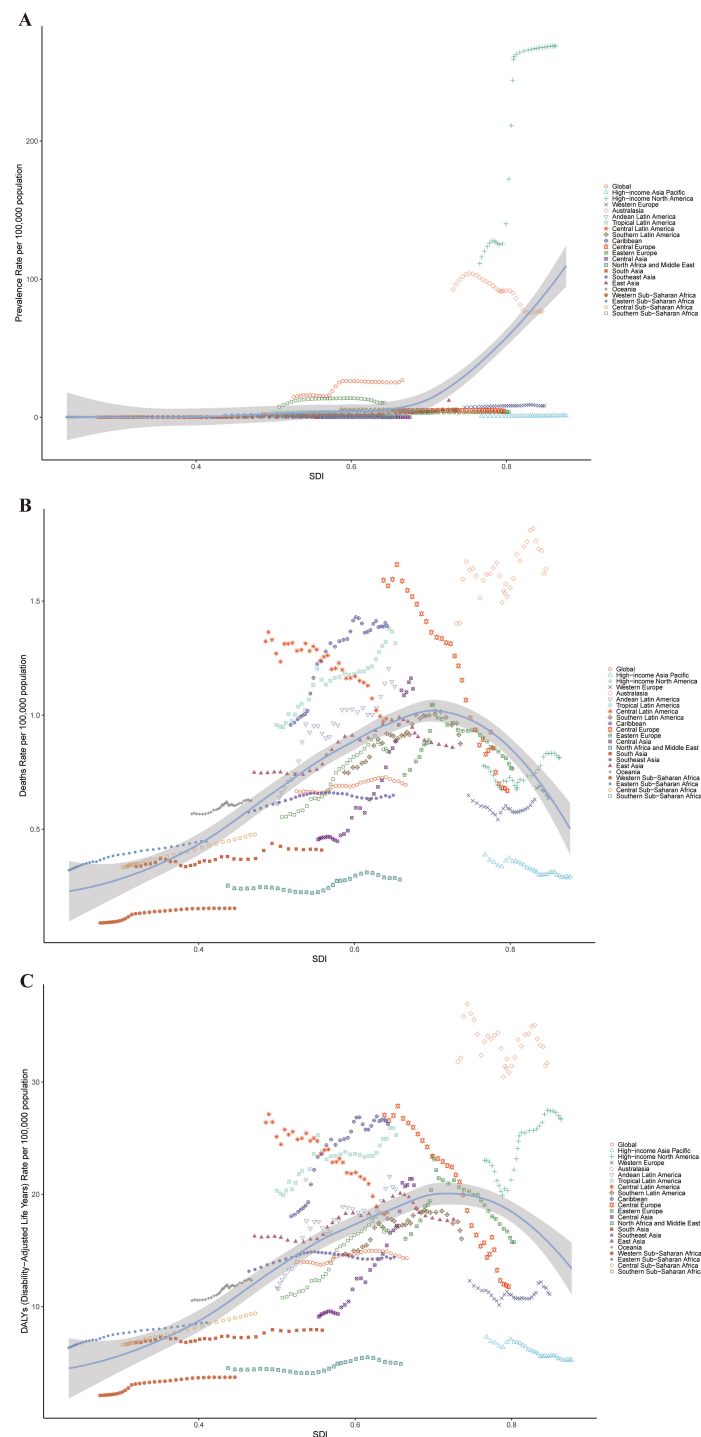 A
Prevalence Rate per 100,000 population
200
100
0
0.4
0.6
0.8
SDI
Global
High−income Asia Pacific
High−income North America
Western Europe
Australasia
Andean Latin America
Tropical Latin America
Central Latin America
Southern Latin America
Caribbean
Central Europe
Eastern Europe
Central Asia
North Africa and Middle East
South Asia
Southeast Asia
East Asia
Oceania
Western Sub−Saharan Africa
Eastern Sub−Saharan Africa
Central Sub−Saharan Africa
Southern Sub−Saharan Africa
B
Deaths Rate per 100,000 population
1.5
1.0
0.5
0.4
0.6
0.8
SDI
Global
High−income Asia Pacific
High−income North America
Western Europe
Australasia
Andean Latin America
Tropical Latin America
Central Latin America
Southern Latin America
Caribbean
Central Europe
Eastern Europe
Central Asia
North Africa and Middle East
South Asia
Southeast Asia
East Asia
Oceania
Western Sub−Saharan Africa
Eastern Sub−Saharan Africa
Central Sub−Saharan Africa
Southern Sub−Saharan Africa
C
DALYs (Disability−Adjusted Life Yearly) Rate per 100,000 population
30
20
10
0.4
0.6
0.8
SDI
Global
High−income Asia Pacific
High−income North America
Western Europe
Australasia
Andean Latin America
Tropical Latin America
Central Latin America
Southern Latin America
Caribbean
Central Europe
Eastern Europe
Central Asia
North Africa and Middle East
South Asia
Southeast Asia
East Asia
Oceania
Western Sub−Saharan Africa
Eastern Sub−Saharan Africa
Central Sub−Saharan Africa
Southern Sub−Saharan Africa